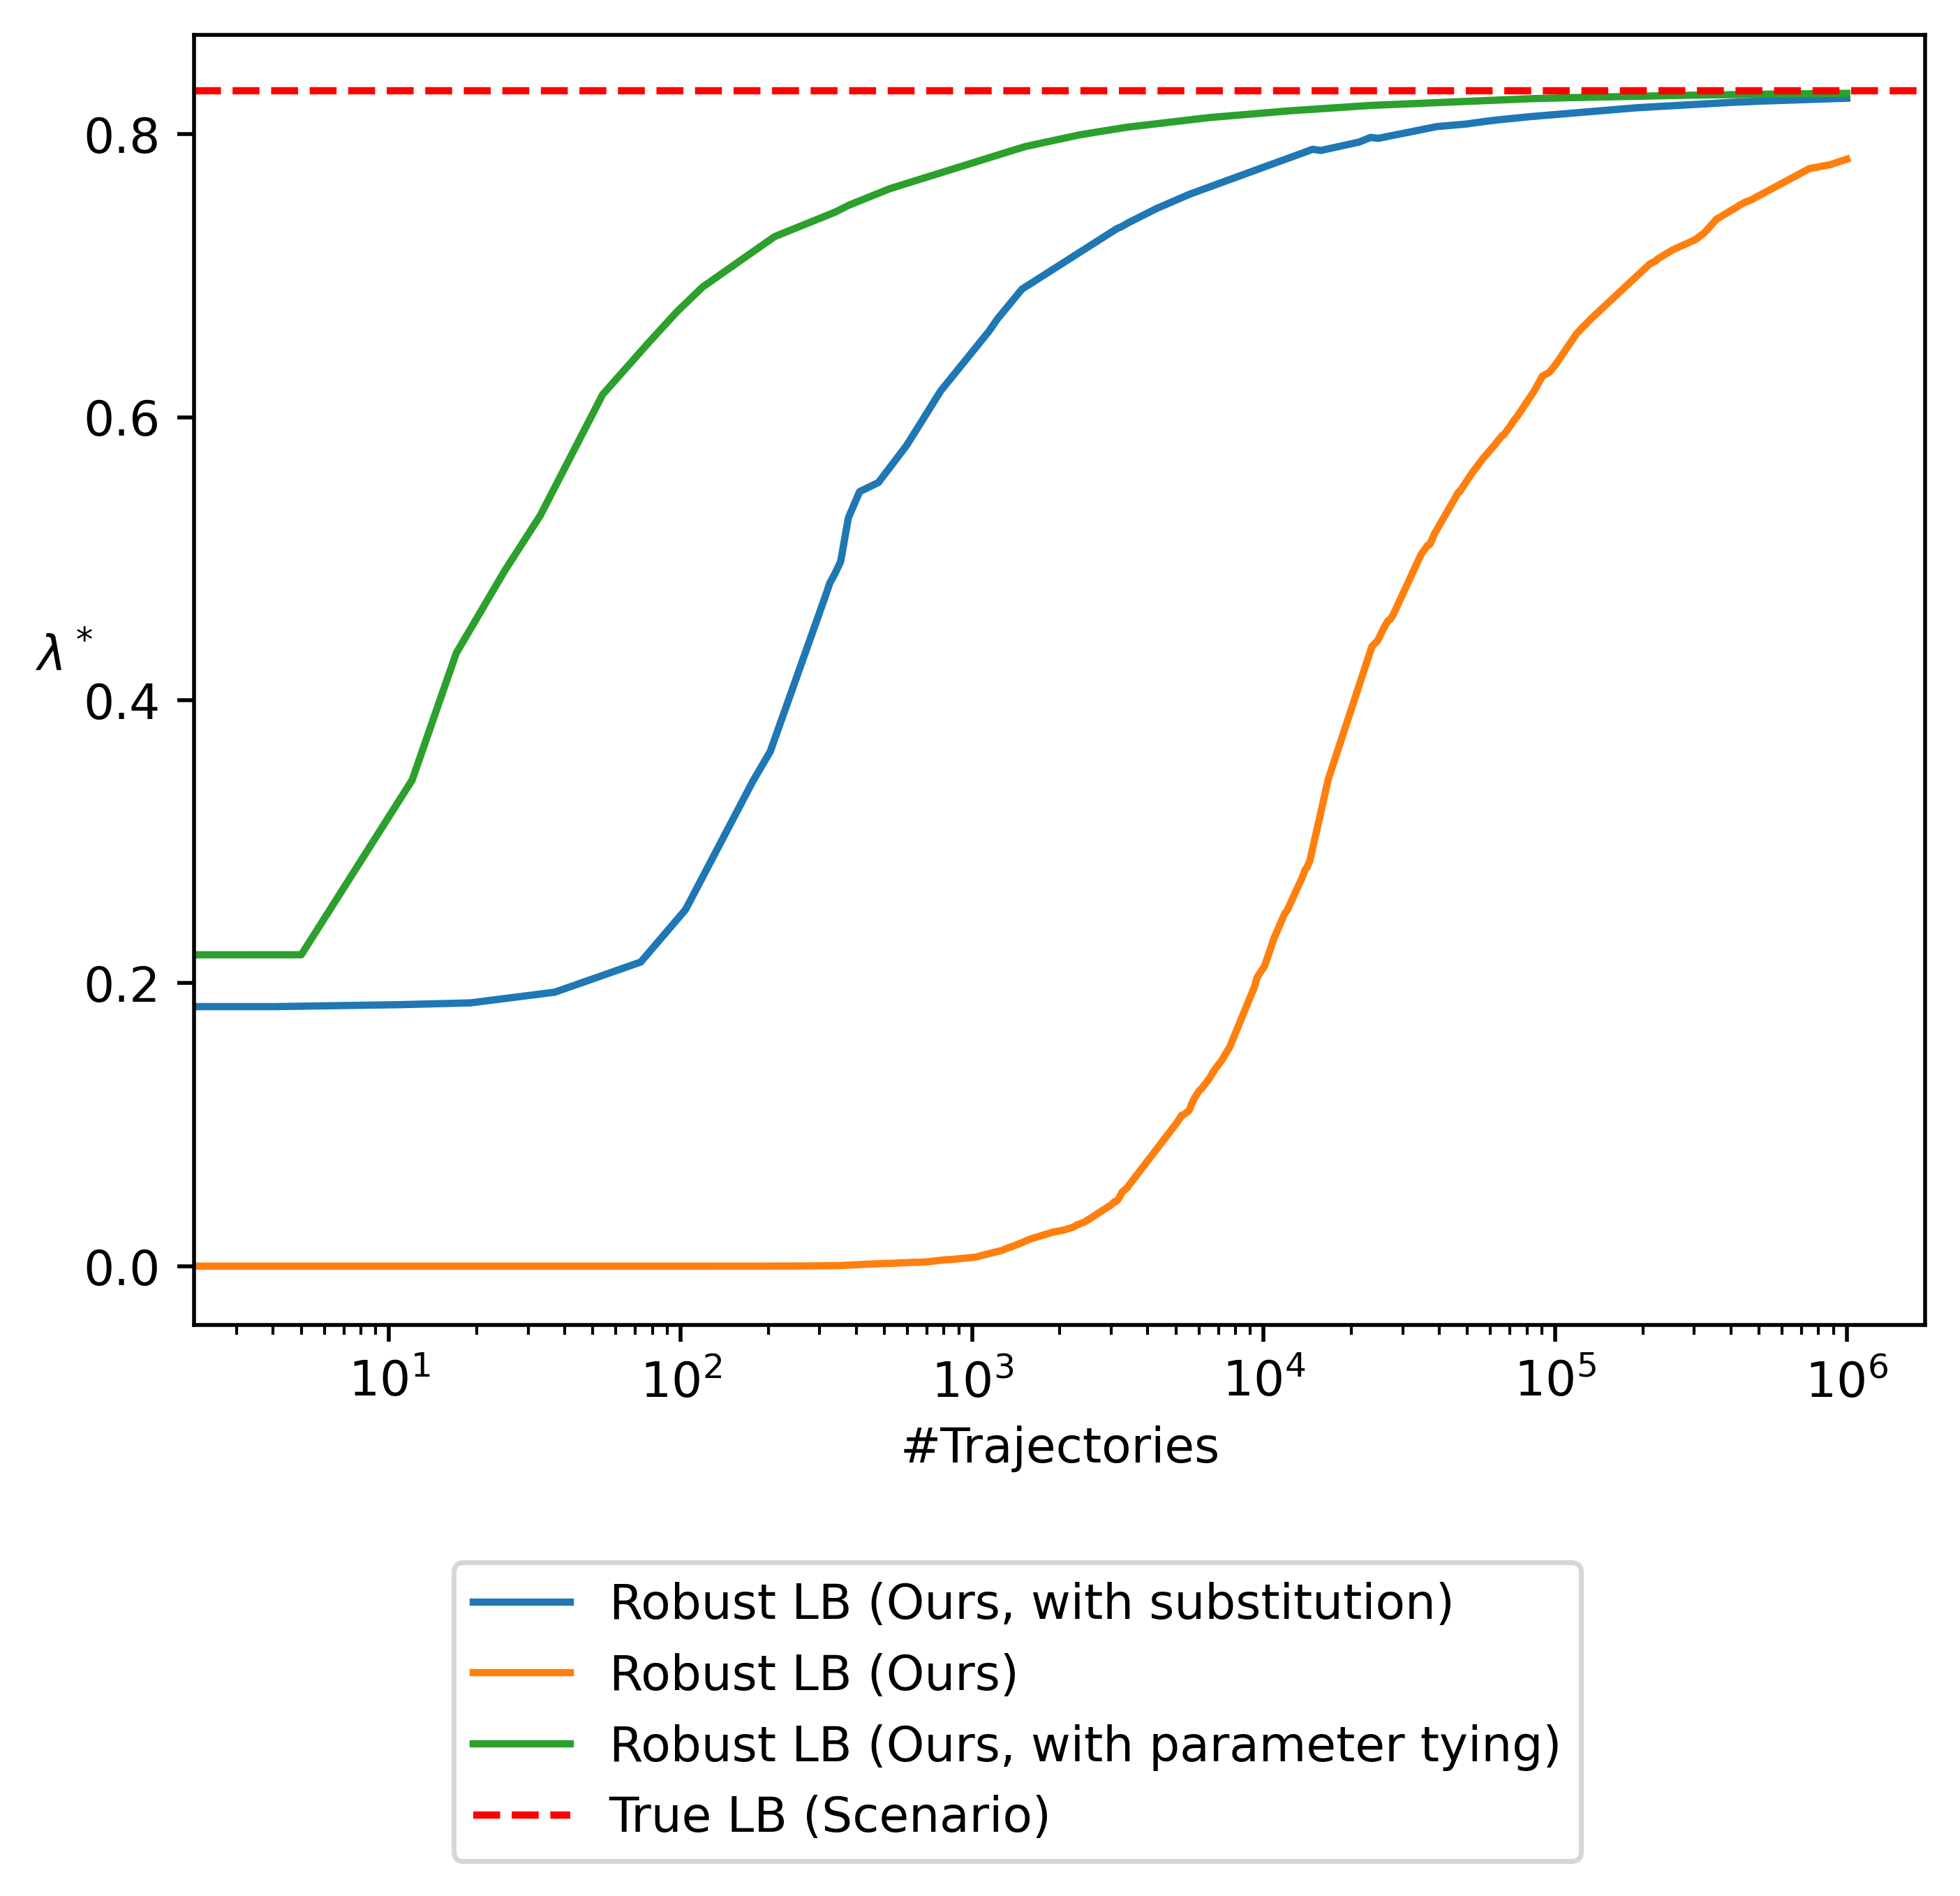 0.8
0.6
λ*
0.4
0.2
0.0
10¹ 10² 10³ 10⁴ 10⁵ 10⁶
#Trajectories
Robust LB (Ours, with substitution)
Robust LB (Ours)
Robust LB (Ours, with parameter tying)
True LB (Scenario)